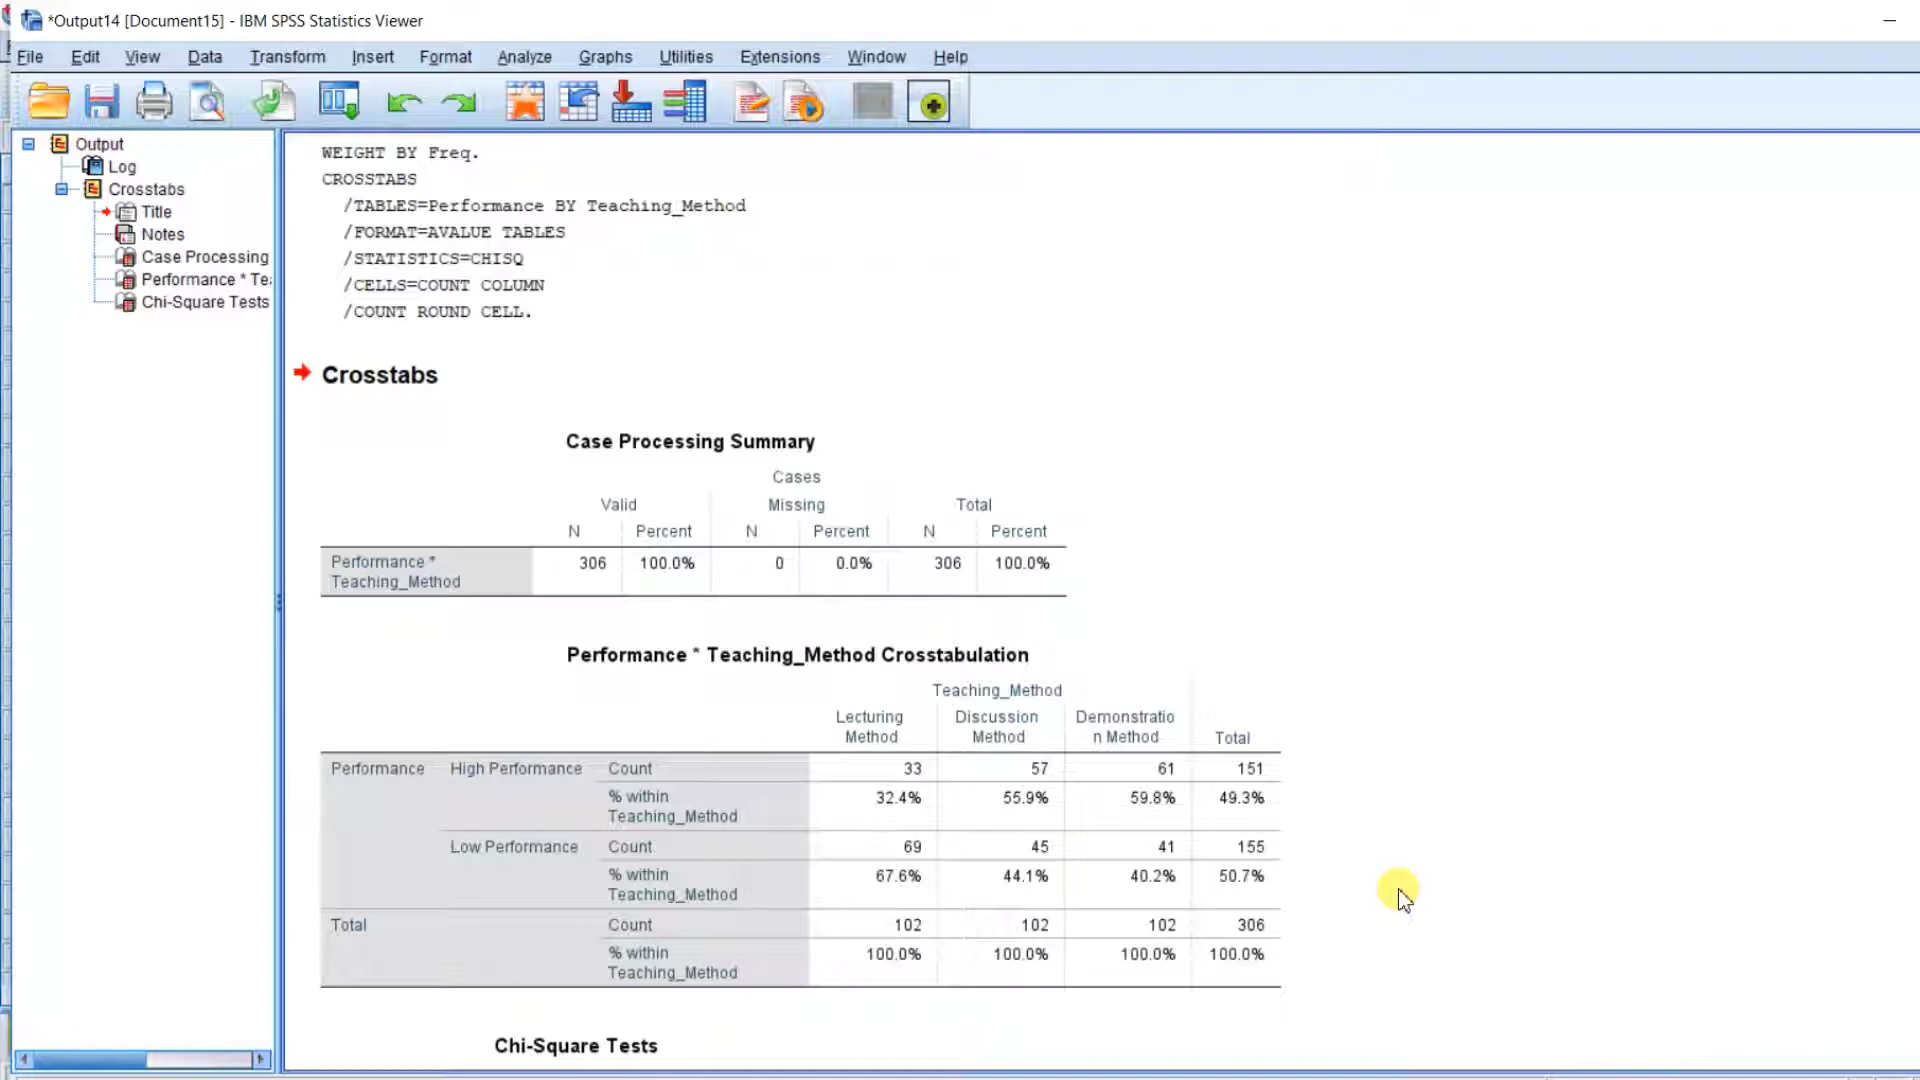 *Output14 [Document15] - IBM SPSS Statistics Viewer
File Edit View Data Transform Insert Format Analyze Graphs Utilities Extensions Window Help
Output
Log
Crosstabs
Title
Notes
Case Processing
Performance * Te
Chi-Square Tests
WEIGHT BY Freq.
CROSSTABS
/TABLES=Performance BY Teaching_Method
/FORMAT=AVALUE TABLES
/STATISTICS=CHISQ
/CELLS=COUNT COLUMN
/COUNT ROUND CELL.
Crosstabs
Case Processing Summary
Cases
Valid Missing Total
N Percent N Percent N Percent
Performance * 306 100.0% 0 0.0% 306 100.0%
Teaching_Method
Performance * Teaching_Method Crosstabulation
Teaching_Method
Lecturing Discussion Demonstratio
Method Method n Method Total
Performance High Performance Count 33 57 61 151
% within 32.4% 55.9% 59.8% 49.3%
Teaching_Method
Low Performance Count 69 45 41 155
% within 67.6% 44.1% 40.2% 50.7%
Teaching_Method
Total Count 102 102 102 306
% within 100.0% 100.0% 100.0% 100.0%
Teaching_Method
Chi-Square Tests